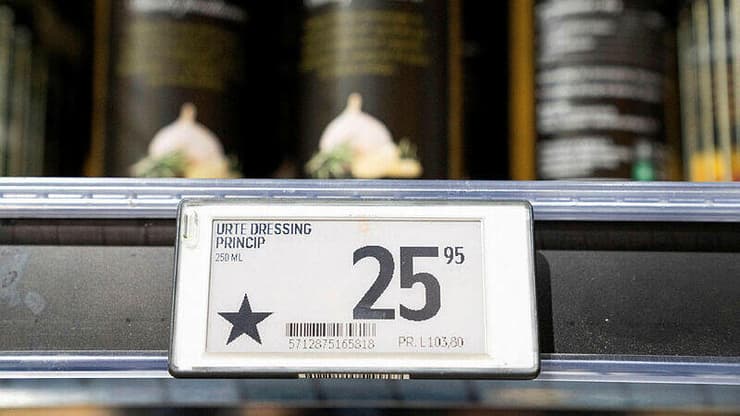 URTE DRESSING
PRINCIP
250 ML
25 95
5712875165818
PR. L 103,80